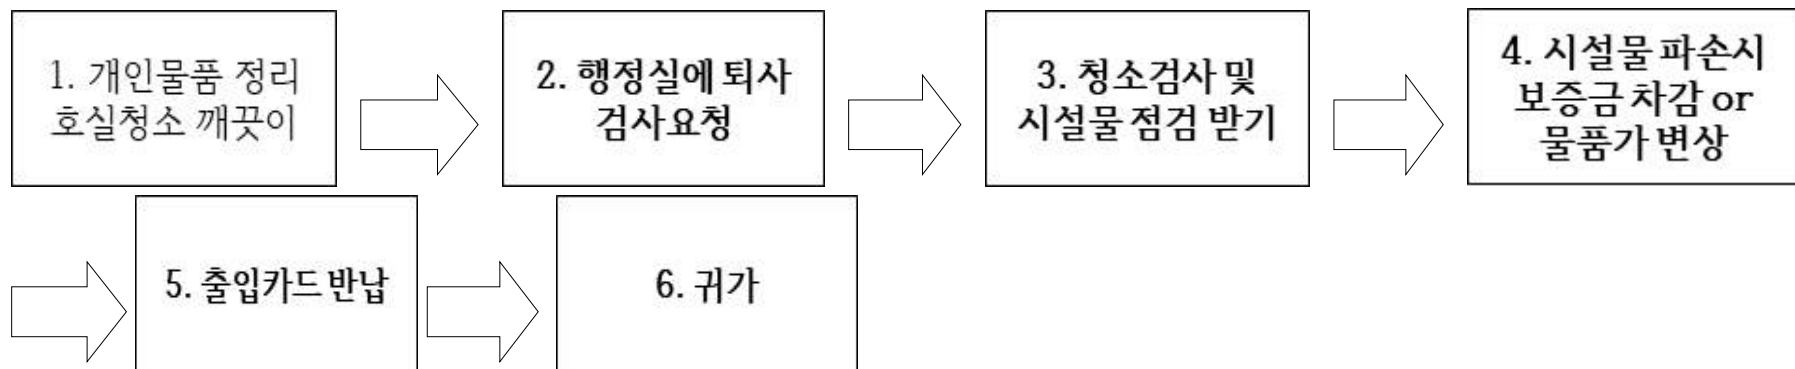 1. 개인물품 정리
호실청소 깨끗이
2. 행정실에 퇴사
검사요청
3. 청소검사 및
시설물 점검 받기
4. 시설물 파손시
보증금 차감 or
물품가 변상
5. 출입카드 반납
6. 귀가